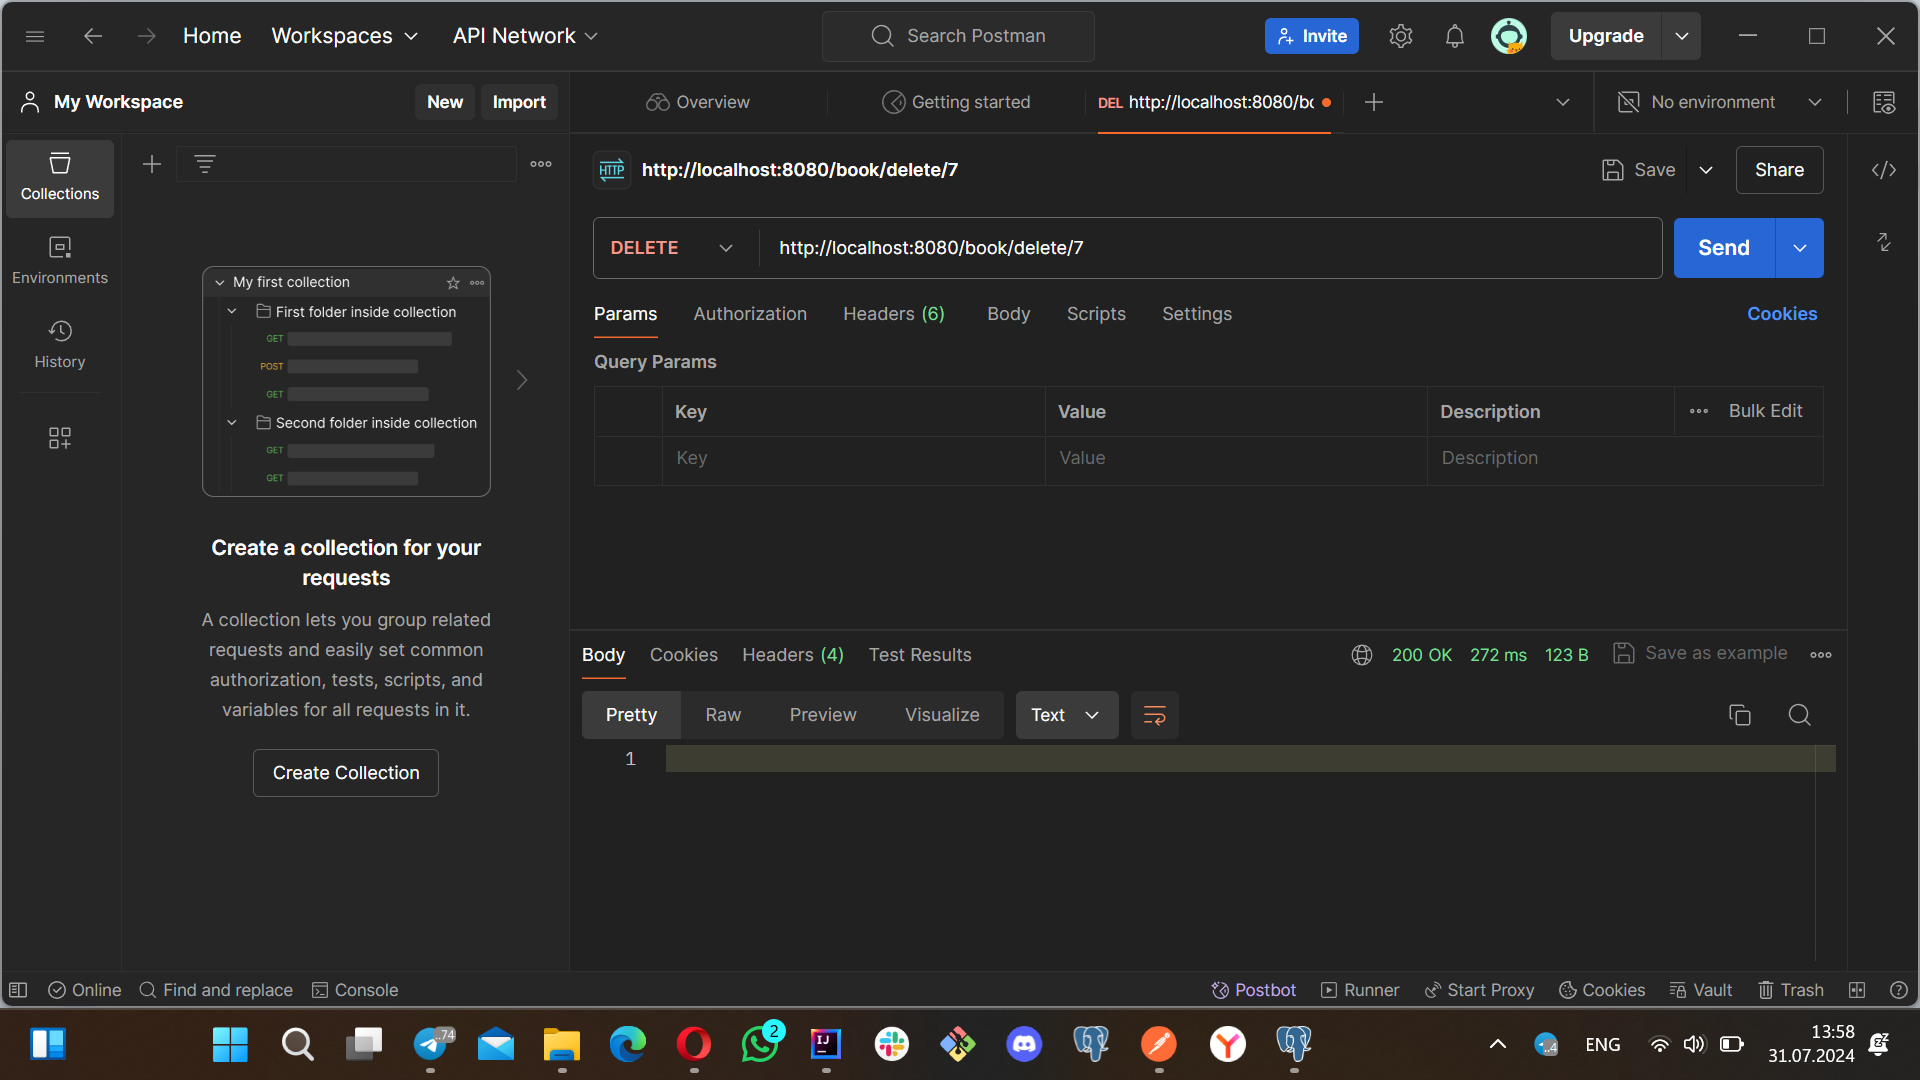 Home
Workspaces
API Network
Search Postman
Invite
Upgrade
My Workspace
New
Import
Overview
Getting started
DEL http://localhost:8080/bo
No environment
Collections
Environments
History
http://localhost:8080/book/delete/7
Save
Share
DELETE
http://localhost:8080/book/delete/7
Send
Params
Authorization
Headers (6)
Body
Scripts
Settings
Cookies
Query Params
Key
Value
Description
Bulk Edit
Key
Value
Description
My first collection
First folder inside collection
GET
POST
GET
Second folder inside collection
GET
GET
Create a collection for your
requests
A collection lets you group related
requests and easily set common
authorization, tests, scripts, and
variables for all requests in it.
Create Collection
Body
Cookies
Headers (4)
Test Results
200 OK
272 ms
123 B
Save as example
Pretty
Raw
Preview
Visualize
Text
1
Online
Find and replace
Console
Postbot
Runner
Start Proxy
Cookies
Vault
Trash
..74
2
IJ
..4
ENG
13:58
31.07.2024